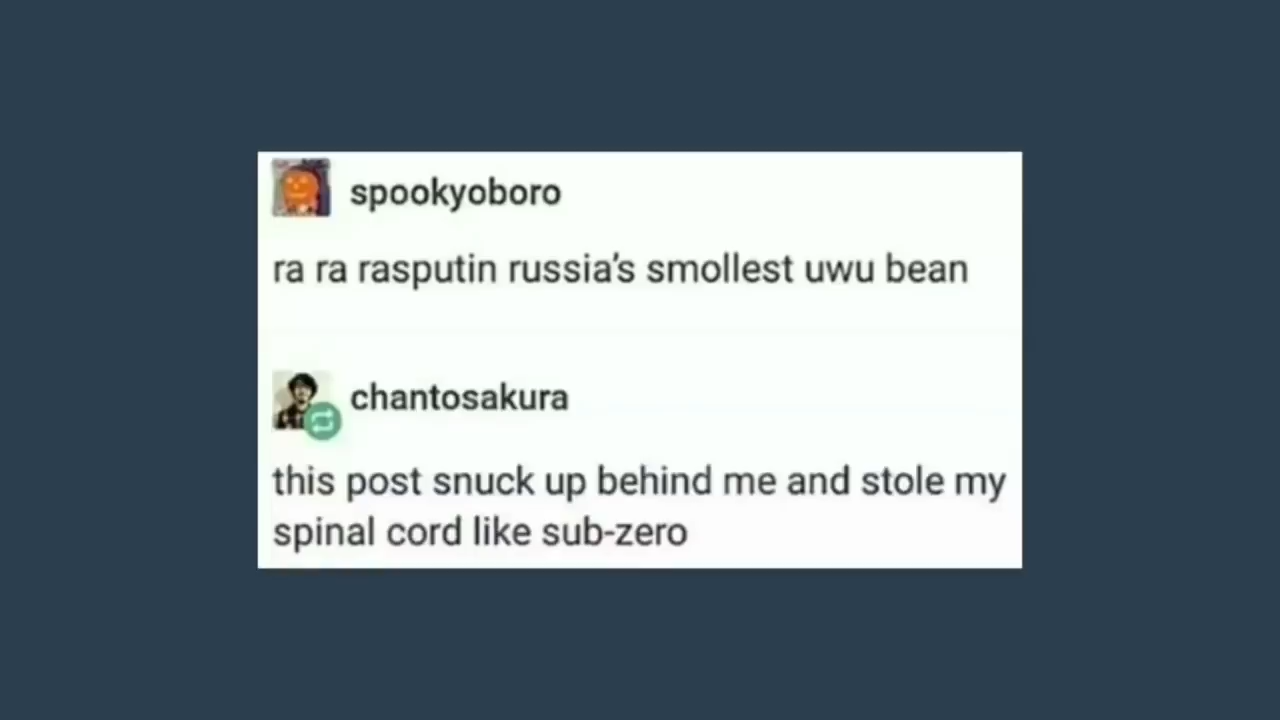 spookyoboro
ra ra rasputin russia's smollest uwu bean
chantosakura
this post snuck up behind me and stole my
spinal cord like sub-zero